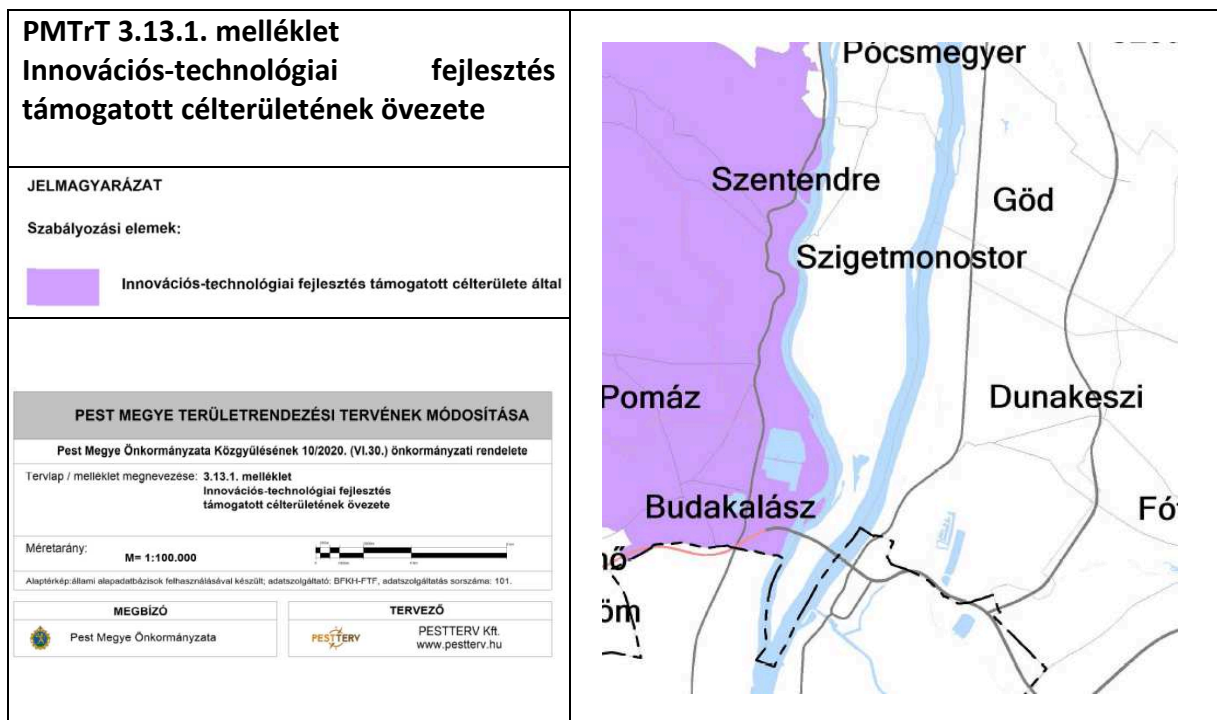 PMTrT 3.13.1. melléklet
Innovációs-technológiai fejlesztés
támogatott célterületének övezete
JELMAGYARÁZAT
Szabályozási elemek:
Innovációs-technológiai fejlesztés támogatott célterülete által
PEST MEGYE TERÜLETRENDEZÉSI TERVÉNEK MÓDOSÍTÁSA
Pest Megye Önkormányzata Közgyűlésének 10/2020. (VI.30.) önkormányzati rendelete
Tervlap / melléklet megnevezése: 3.13.1. melléklet
Innovációs-technológiai fejlesztés
támogatott célterületének övezete
Méretarány:
M= 1:100.000
Alaptérkép:állami alapadatbázisok felhasználásával készült; adatszolgáltató: BFKH-FTF, adatszolgáltatás sorszáma: 101.
MEGBÍZÓ
Pest Megye Önkormányzata
TERVEZŐ
PESTTERV
PESTTERV Kft.
www.pestterv.hu
Pócsmegyer
Szentendre
Göd
Szigetmonostor
Pomáz
Dunakeszi
Budakalász
Fó
nő
öm